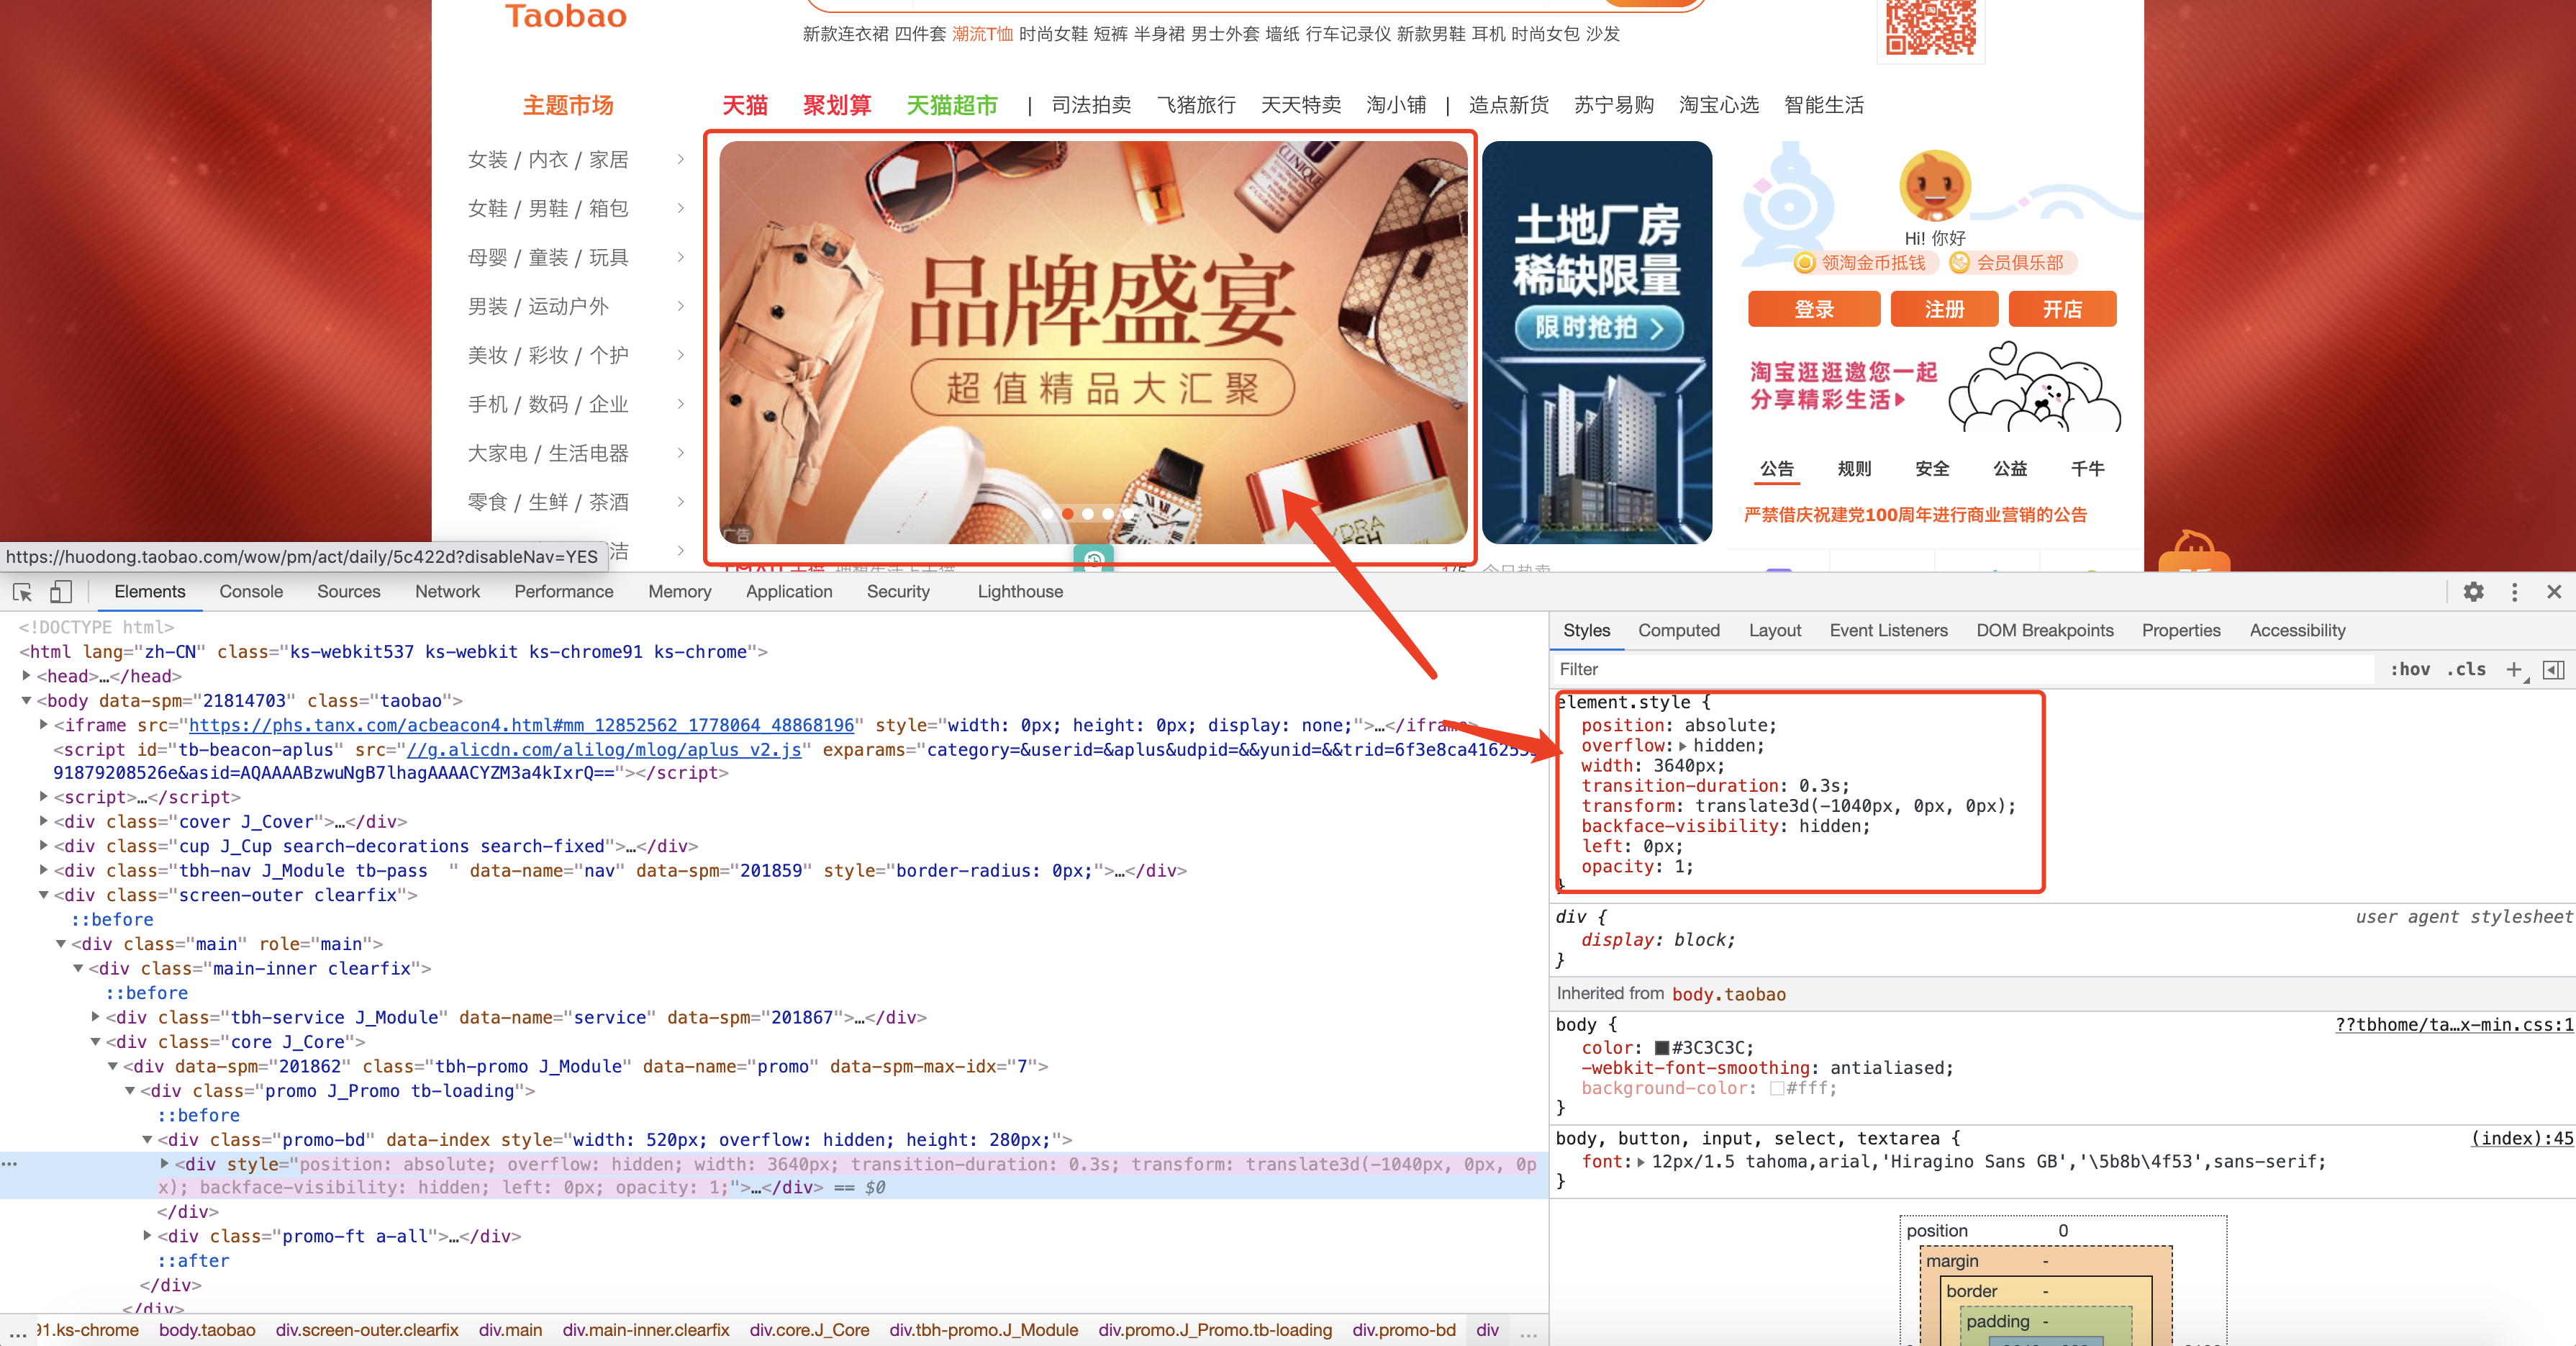 Taobao
新款连衣裙 四件套 潮流T恤 时尚女鞋 短裤 半身裙 男士外套 墙纸 行车记录仪 新款男鞋 耳机 时尚女包 沙发
主题市场
天猫 聚划算 天猫超市 | 司法拍卖 飞猪旅行 天天特卖 淘小铺 | 造点新货 苏宁易购 淘宝心选 智能生活
女装 / 内衣 / 家居
女鞋 / 男鞋 / 箱包
母婴 / 童装 / 玩具
男装 / 运动户外
美妆 / 彩妆 / 个护
手机 / 数码 / 企业
大家电 / 生活电器
零食 / 生鲜 / 茶酒
洁
CLINIQUE
品牌盛宴
超值精品大汇聚
广告
土地厂房
稀缺限量
限时抢拍 >
Hi! 你好
领淘金币抵钱 会员俱乐部
登录 注册 开店
淘宝逛逛邀您一起
分享精彩生活
公告 规则 安全 公益 千牛
严禁借庆祝建党100周年进行商业营销的公告
https://huodong.taobao.com/wow/pm/act/daily/5c422d?disableNav=YES
Elements Console Sources Network Performance Memory Application Security Lighthouse
<!DOCTYPE html>
<html lang="zh-CN" class="ks-webkit537 ks-webkit ks-chrome91 ks-chrome">
<head>…</head>
<body data-spm="21814703" class="taobao">
<iframe src="https://phs.tanx.com/acbeacon4.html#mm_12852562_1778064_48868196" style="width: 0px; height: 0px; display: none;">…</iframe>
<script id="tb-beacon-aplus" src="//g.alicdn.com/alilog/mlog/aplus_v2.js" exparams="category=&userid=&aplus&udpid=&&yunid=&&trid=6f3e8ca41625
91879208526e&asid=AQAAAABzwuNgB7lhagAAAACYZM3a4kIxrQ=="></script>
<script>…</script>
<div class="cover J_Cover">…</div>
<div class="cup J_Cup search-decorations search-fixed">…</div>
<div class="tbh-nav J_Module tb-pass  " data-name="nav" data-spm="201859" style="border-radius: 0px;">…</div>
<div class="screen-outer clearfix">
::before
<div class="main" role="main">
<div class="main-inner clearfix">
::before
<div class="tbh-service J_Module" data-name="service" data-spm="201867">…</div>
<div class="core J_Core">
<div data-spm="201862" class="tbh-promo J_Module" data-name="promo" data-spm-max-idx="7">
<div class="promo J_Promo tb-loading">
::before
<div class="promo-bd" data-index style="width: 520px; overflow: hidden; height: 280px;">
<div style="position: absolute; overflow: hidden; width: 3640px; transition-duration: 0.3s; transform: translate3d(-1040px, 0px, 0p
x); backface-visibility: hidden; left: 0px; opacity: 1;">…</div> == $0
</div>
<div class="promo-ft a-all">…</div>
::after
</div>
</div>
… 91.ks-chrome body.taobao div.screen-outer.clearfix div.main div.main-inner.clearfix div.core.J_Core div.tbh-promo.J_Module div.promo.J_Promo.tb-loading div.promo-bd div …
Styles Computed Layout Event Listeners DOM Breakpoints Properties Accessibility
Filter :hov .cls +
element.style {
position: absolute;
overflow: hidden;
width: 3640px;
transition-duration: 0.3s;
transform: translate3d(-1040px, 0px, 0px);
backface-visibility: hidden;
left: 0px;
opacity: 1;
}
div { user agent stylesheet
display: block;
}
Inherited from body.taobao
body { ??tbhome/ta…x-min.css:1
color: #3C3C3C;
-webkit-font-smoothing: antialiased;
background-color: #fff;
}
body, button, input, select, textarea { (index):45
font: 12px/1.5 tahoma,arial,'Hiragino Sans GB','\5b8b\4f53',sans-serif;
}
position 0
margin -
border -
padding -